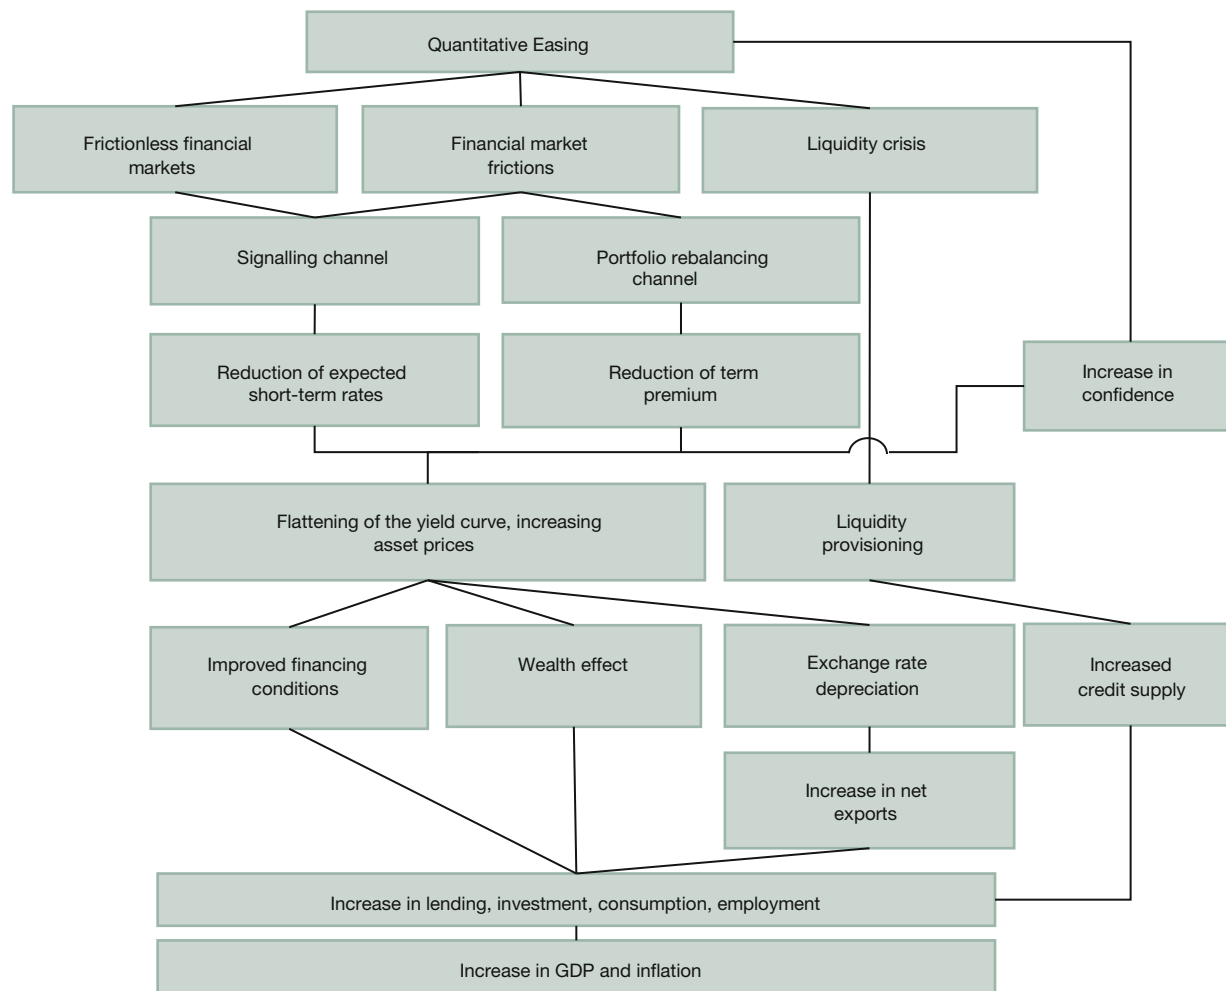 Quantitative Easing
Frictionless financial
markets
Financial market
frictions
Liquidity crisis
Signalling channel
Portfolio rebalancing
channel
Reduction of expected
short-term rates
Reduction of term
premium
Increase in
confidence
Flattening of the yield curve, increasing
asset prices
Liquidity
provisioning
Improved financing
conditions
Wealth effect
Exchange rate
depreciation
Increased
credit supply
Increase in net
exports
Increase in lending, investment, consumption, employment
Increase in GDP and inflation